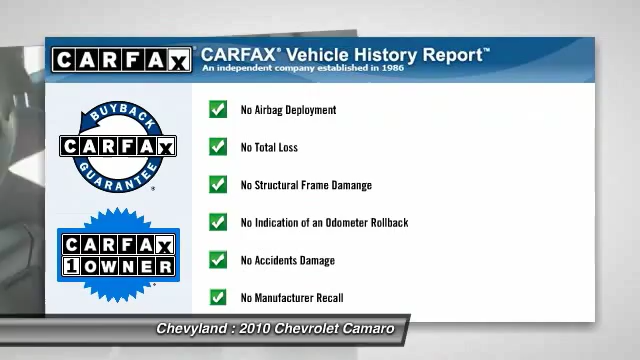 CARFAX
CARFAX® Vehicle History Report™
An independent company established in 1986
BUYBACK
CARFAX
GUARANTEE
CARFAX
1 OWNER
No Airbag Deployment
No Total Loss
No Structural Frame Damange
No Indication of an Odometer Rollback
No Accidents Damage
No Manufacturer Recall
Chevyland : 2010 Chevrolet Camaro